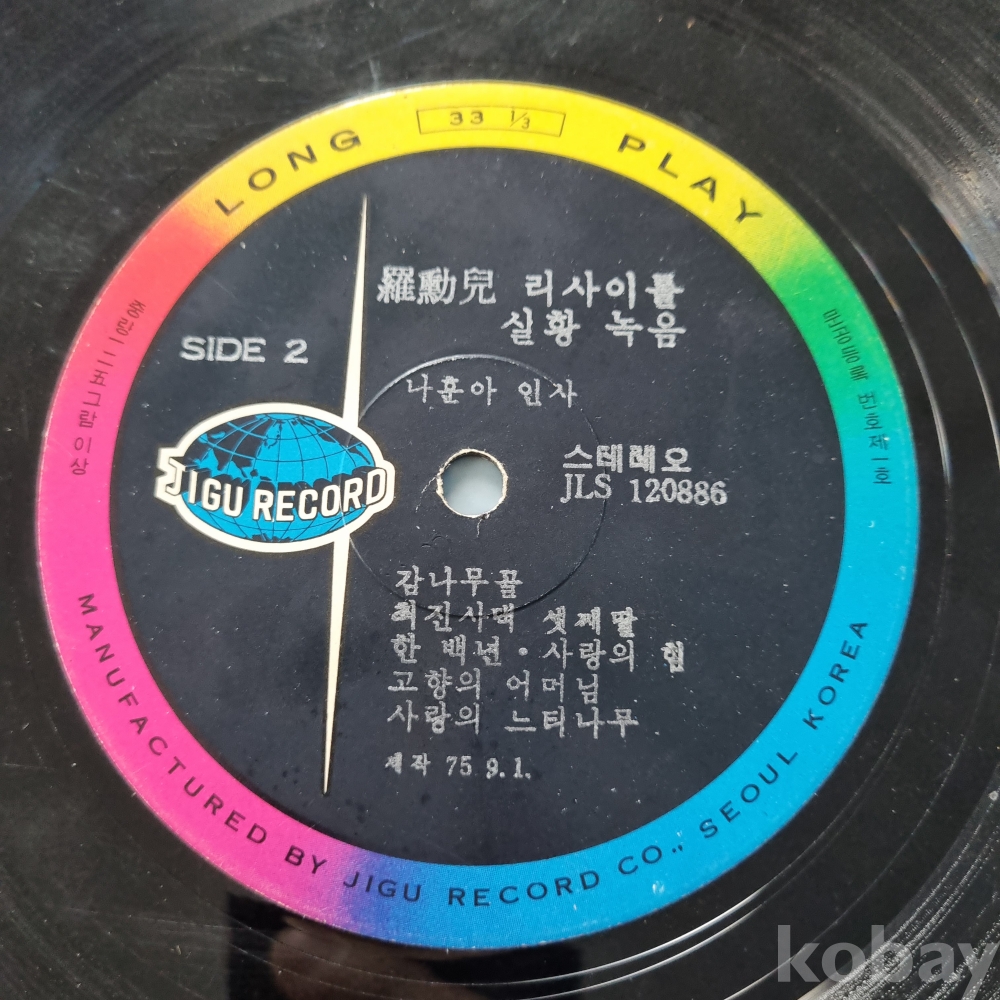 LONG 33 ⅓ PLAY
羅勳兒 리사이틀
실황 녹음
SIDE 2
나훈아 인사
스테레오
JLS 120886
JIGU RECORD
감나무골
최진사댁 셋째딸
한 백년·사랑의 힘
고향의 어머님
사랑의 느티나무
제작 75.9.1.
이상
MANUFACTURED BY JIGU RECORD CO., SEOUL KOREA
kobay